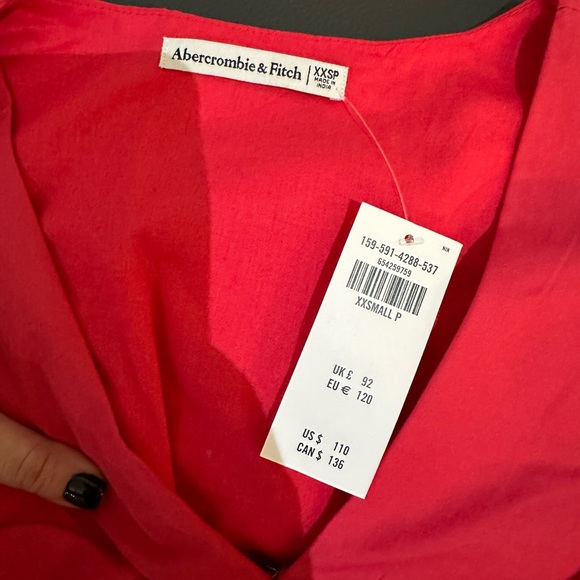 Abercrombie & Fitch
XXSP
MADE IN
INDIA
159-591-4288-537
654259759
XXSMALL P
UK £ 92
EU € 120
US $ 110
CAN $ 136